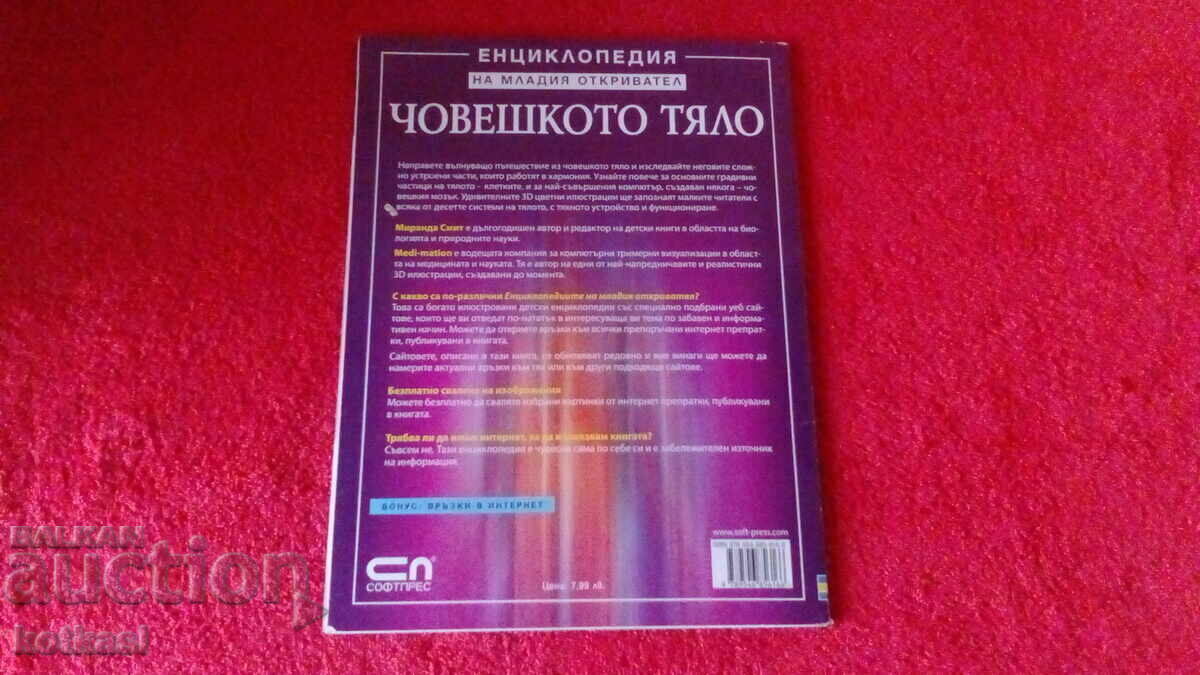 ЕНЦИКЛОПЕДИЯ
НА МЛАДИЯ ОТКРИВАТЕЛ
ЧОВЕШКОТО ТЯЛО
Направете вълнуващо пътешествие из човешкото тяло и изследвайте неговите слож-
но устроени части, които работят в хармония. Узнайте повече за основните градивни
частици на тялото – клетките, и за най-съвършения компютър, създаван някога – чо-
вешкия мозък. Удивителните 3D цветни илюстрации ще запознаят малките читатели с
всяка от десетте системи на тялото, с тяхното устройство и функциониране.
Миранда Смит е дългогодишен автор и редактор на детски книги в областта на био-
логията и природните науки.
Medi-mation е водещата компания за компютърни тримерни визуализации в област-
та на медицината и науката. Тя е автор на едни от най-напредничавите и реалистични
3D илюстрации, създавани до момента.
С какво са по-различни Енциклопедиите на младия откривател?
Това са богато илюстровани детски енциклопедии със специално подбрани уеб сай-
тове, които ще ви отведат по-нататък в интересуваща ви тема по забавен и информа-
тивен начин. Можете да откриете връзки към всички препоръчани интернет препрат-
ки, публикувани в книгата.
Сайтовете, описани в тази книга, се обновяват редовно и вие винаги ще можете да
намерите актуални връзки към тях или към други подходящи сайтове.
Безплатно сваляне на изображения
Можете безплатно да сваляте избрани картинки от интернет препратки, публикувани
в книгата.
Трябва ли да имам интернет, за да използвам книгата?
Съвсем не. Тази енциклопедия е чудесна сама по себе си и е забележителен източник
на информация.
БОНУС: ВРЪЗКИ В ИНТЕРНЕТ
www.soft-press.com
СОФТПРЕС
Цена: 7,99 лв.
БАЛКАН
auction
kotkaal